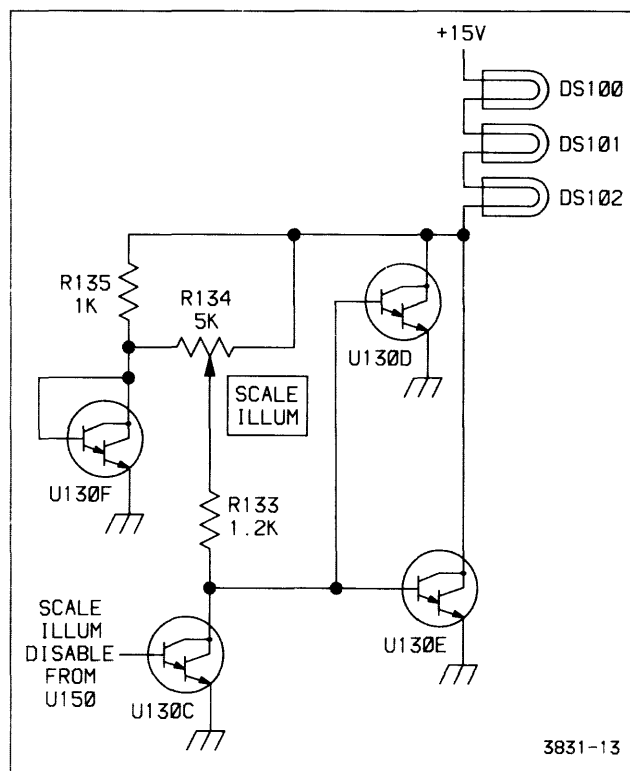 +15V
DS100
DS101
DS102
R135
1K
R134
5K
U130D
SCALE
ILLUM
U130F
R133
1.2K
SCALE
ILLUM
DISABLE
FROM
U150
U130E
U130C
3831-13